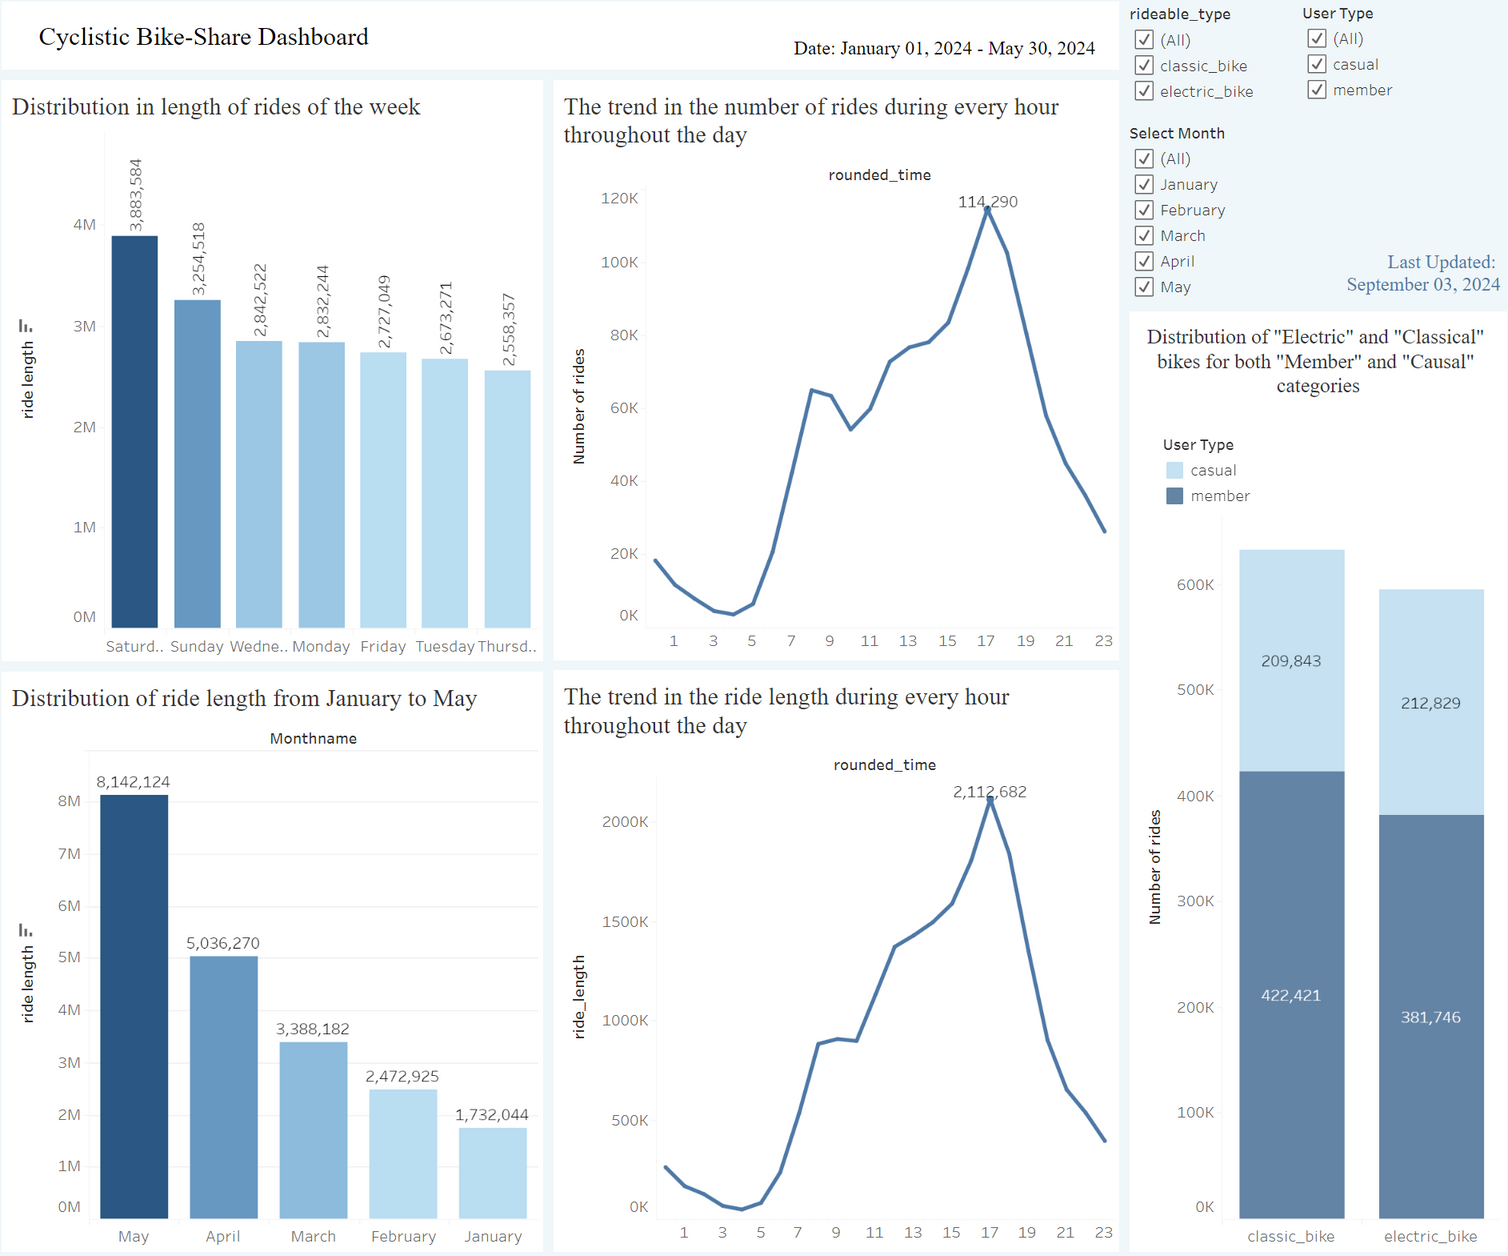 Cyclistic Bike-Share Dashboard
Date: January 01, 2024 - May 30, 2024
rideable_type
(All)
classic_bike
electric_bike
User Type
(All)
casual
member
Select Month
(All)
January
February
March
April
May
Last Updated:
September 03, 2024
Distribution in length of rides of the week
ride length
4M
3M
2M
1M
0M
3,883,584
3,254,518
2,842,522
2,832,244
2,727,049
2,673,271
2,558,357
Saturd..
Sunday
Wedne..
Monday
Friday
Tuesday
Thursd..
The trend in the number of rides during every hour
throughout the day
rounded_time
Number of rides
120K
100K
80K
60K
40K
20K
0K
114,290
1
3
5
7
9
11
13
15
17
19
21
23
Distribution of ride length from January to May
Monthname
ride length
8M
7M
6M
5M
4M
3M
2M
1M
0M
8,142,124
5,036,270
3,388,182
2,472,925
1,732,044
May
April
March
February
January
The trend in the ride length during every hour
throughout the day
rounded_time
ride_length
2000K
1500K
1000K
500K
0K
2,112,682
1
3
5
7
9
11
13
15
17
19
21
23
Distribution of "Electric" and "Classical"
bikes for both "Member" and "Causal"
categories
User Type
casual
member
Number of rides
600K
500K
400K
300K
200K
100K
0K
209,843
422,421
212,829
381,746
classic_bike
electric_bike